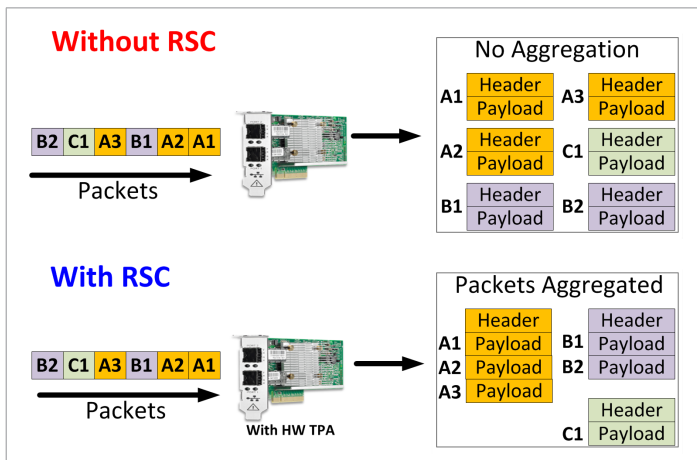 Without RSC
B2 C1 A3 B1 A2 A1
Packets
No Aggregation
A1 Header Payload
A3 Header Payload
A2 Header Payload
C1 Header Payload
B1 Header Payload
B2 Header Payload
With RSC
B2 C1 A3 B1 A2 A1
Packets
With HW TPA
Packets Aggregated
Header
A1 Payload
A2 Payload
A3 Payload
Header
B1 Payload
B2 Payload
Header
C1 Payload